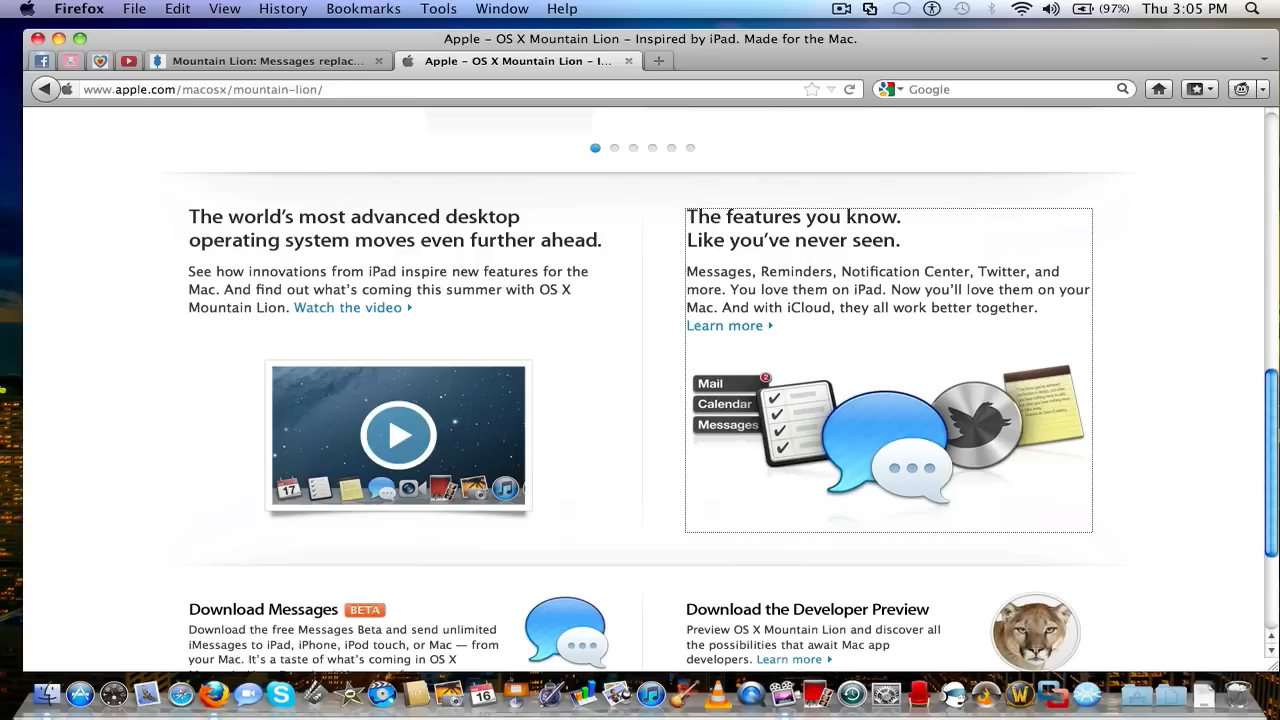 Firefox File Edit View History Bookmarks Tools Window Help (97%) Thu 3:05 PM
Apple – OS X Mountain Lion – Inspired by iPad. Made for the Mac.
Mountain Lion: Messages replac... Apple – OS X Mountain Lion – I...
www.apple.com/macosx/mountain-lion/ Google
The world's most advanced desktop
operating system moves even further ahead.
See how innovations from iPad inspire new features for the
Mac. And find out what's coming this summer with OS X
Mountain Lion. Watch the video
17
The features you know.
Like you've never seen.
Messages, Reminders, Notification Center, Twitter, and
more. You love them on iPad. Now you'll love them on your
Mac. And with iCloud, they all work better together.
Learn more
Mail 2
Calendar
Messages
Download Messages BETA
Download the free Messages Beta and send unlimited
iMessages to iPad, iPhone, iPod touch, or Mac — from
your Mac. It's a taste of what's coming in OS X
Download the Developer Preview
Preview OS X Mountain Lion and discover all
the possibilities that await Mac app
developers. Learn more
16